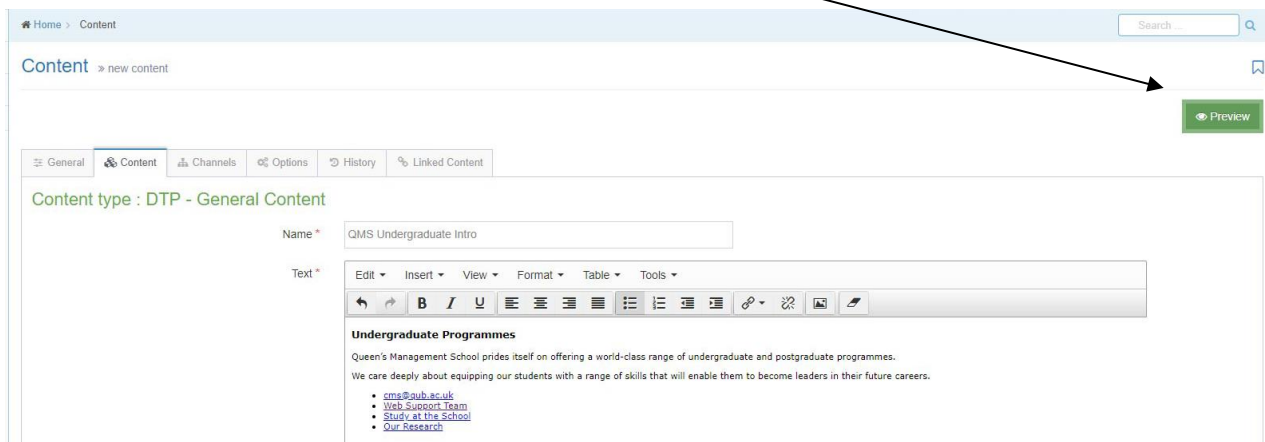 Home > Content
Search ...
Content » new content
Preview
General Content Channels Options History Linked Content
Content type : DTP - General Content
Name * QMS Undergraduate Intro
Text * Edit Insert View Format Table Tools
B I U
Undergraduate Programmes
Queen's Management School prides itself on offering a world-class range of undergraduate and postgraduate programmes.
We care deeply about equipping our students with a range of skills that will enable them to become leaders in their future careers.
• cms@qub.ac.uk
• Web Support Team
• Study at the School
• Our Research